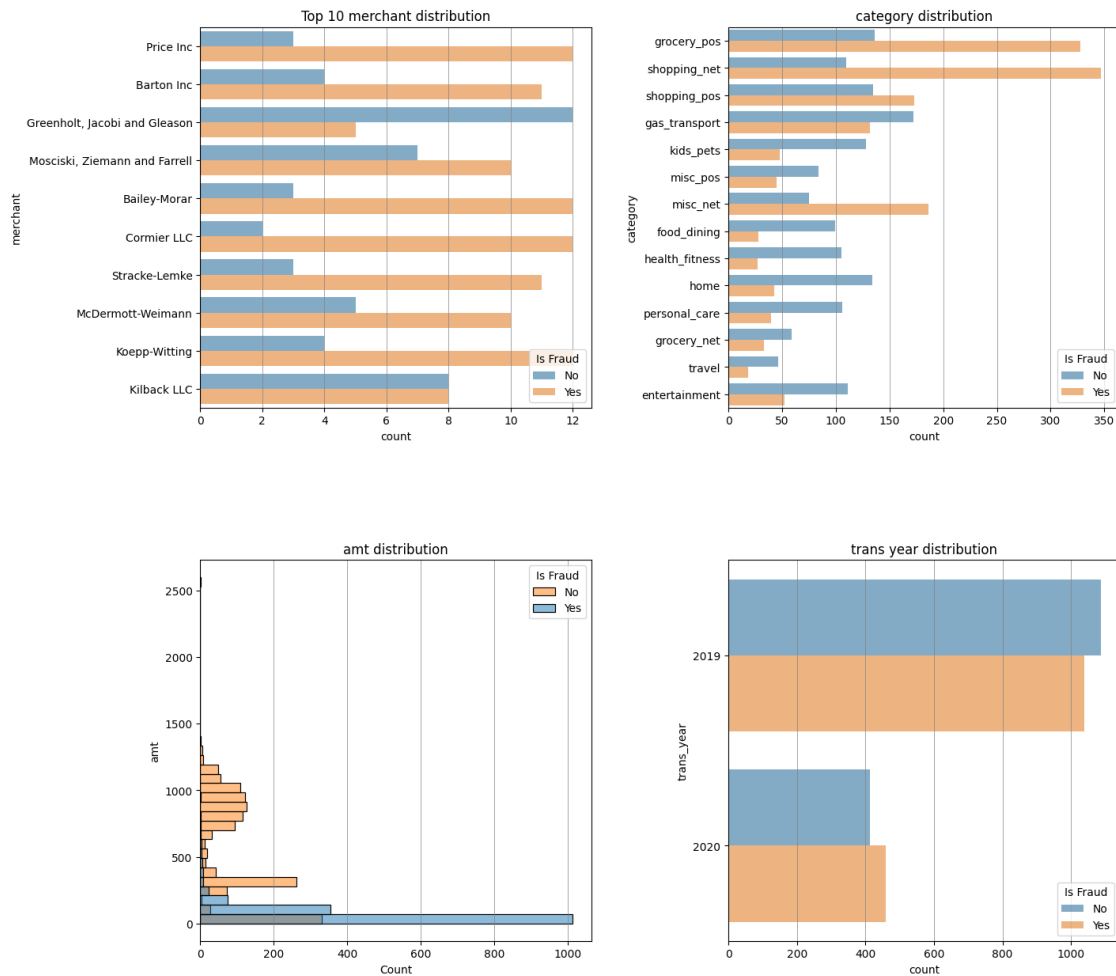 Top 10 merchant distribution
merchant
Price Inc
Barton Inc
Greenholt, Jacobi and Gleason
Mosciski, Ziemann and Farrell
Bailey-Morar
Cormier LLC
Stracke-Lemke
McDermott-Weimann
Koepp-Witting
Kilback LLC
0 2 4 6 8 10 12
count
Is Fraud
No
Yes
category distribution
category
grocery_pos
shopping_net
shopping_pos
gas_transport
kids_pets
misc_pos
misc_net
food_dining
health_fitness
home
personal_care
grocery_net
travel
entertainment
0 50 100 150 200 250 300 350
count
Is Fraud
No
Yes
amt distribution
amt
2500
2000
1500
1000
500
0
0 200 400 600 800 1000
Count
Is Fraud
No
Yes
trans year distribution
trans_year
2019
2020
0 200 400 600 800 1000
count
Is Fraud
No
Yes